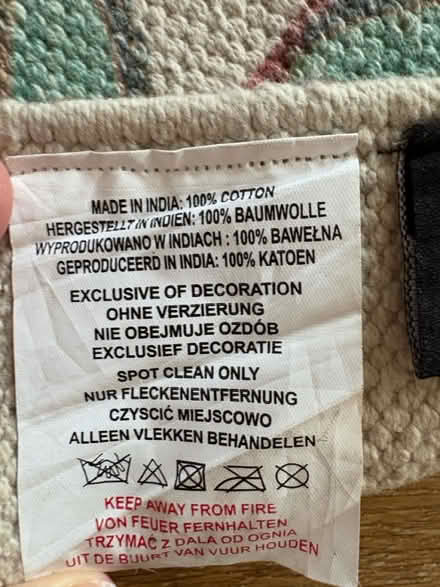 MADE IN INDIA: 100% COTTON
HERGESTELLT IN INDIEN: 100% BAUMWOLLE
WYPRODUKOWANO W INDIACH : 100% BAWEŁNA
GEPRODUCEERD IN INDIA: 100% KATOEN
EXCLUSIVE OF DECORATION
OHNE VERZIERUNG
NIE OBEJMUJE OZDÓB
EXCLUSIEF DECORATIE
SPOT CLEAN ONLY
NUR FLECKENENTFERNUNG
CZYSCIĆ MIEJSCOWO
ALLEEN VLEKKEN BEHANDELEN
KEEP AWAY FROM FIRE
VON FEUER FERNHALTEN
TRZYMAĆ Z DALA OD OGNIA
UIT DE BUURT VAN VUUR HOUDEN